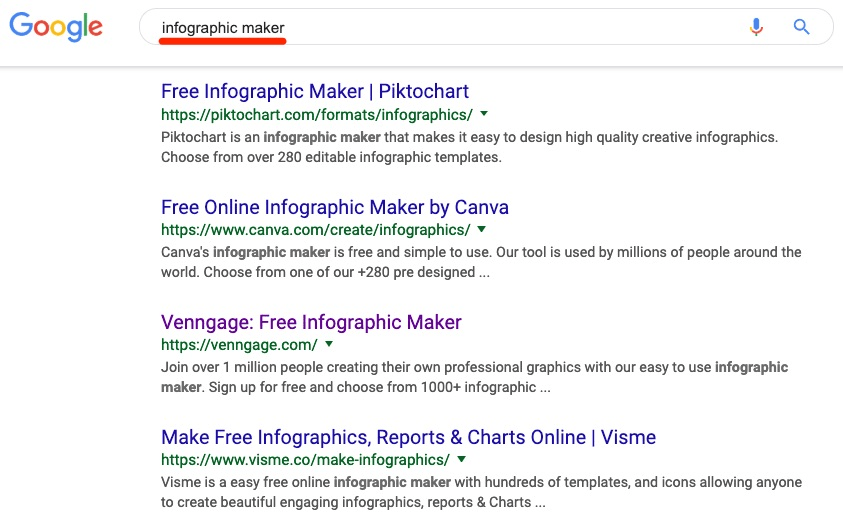 Google
infographic maker
Free Infographic Maker | Piktochart
https://piktochart.com/formats/infographics/
Piktochart is an infographic maker that makes it easy to design high quality creative infographics.
Choose from over 280 editable infographic templates.
Free Online Infographic Maker by Canva
https://www.canva.com/create/infographics/
Canva's infographic maker is free and simple to use. Our tool is used by millions of people around the
world. Choose from one of our +280 pre designed ...
Venngage: Free Infographic Maker
https://venngage.com/
Join over 1 million people creating their own professional graphics with our easy to use infographic
maker. Sign up for free and choose from 1000+ infographic ...
Make Free Infographics, Reports & Charts Online | Visme
https://www.visme.co/make-infographics/
Visme is a easy free online infographic maker with hundreds of templates, and icons allowing anyone
to create beautiful engaging infographics, reports & Charts ...